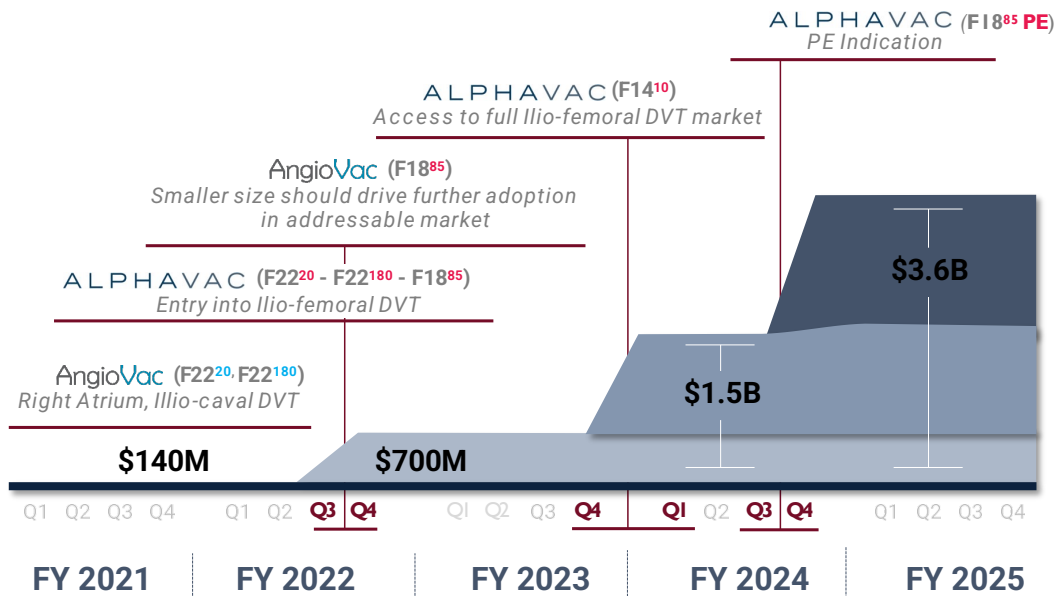 ALPHAVAC (F18⁸⁵ PE)
PE Indication
ALPHAVAC (F14¹⁰)
Access to full Ilio-femoral DVT market
AngioVac (F18⁸⁵)
Smaller size should drive further adoption
in addressable market
ALPHAVAC (F22²⁰ - F22¹⁸⁰ - F18⁸⁵)
Entry into Ilio-femoral DVT
AngioVac (F22²⁰, F22¹⁸⁰)
Right Atrium, Illio-caval DVT
$140M
$700M
$1.5B
$3.6B
Q1 Q2 Q3 Q4 Q1 Q2 Q3 Q4 Q1 Q2 Q3 Q4 Q1 Q2 Q3 Q4 Q1 Q2 Q3 Q4
FY 2021 FY 2022 FY 2023 FY 2024 FY 2025